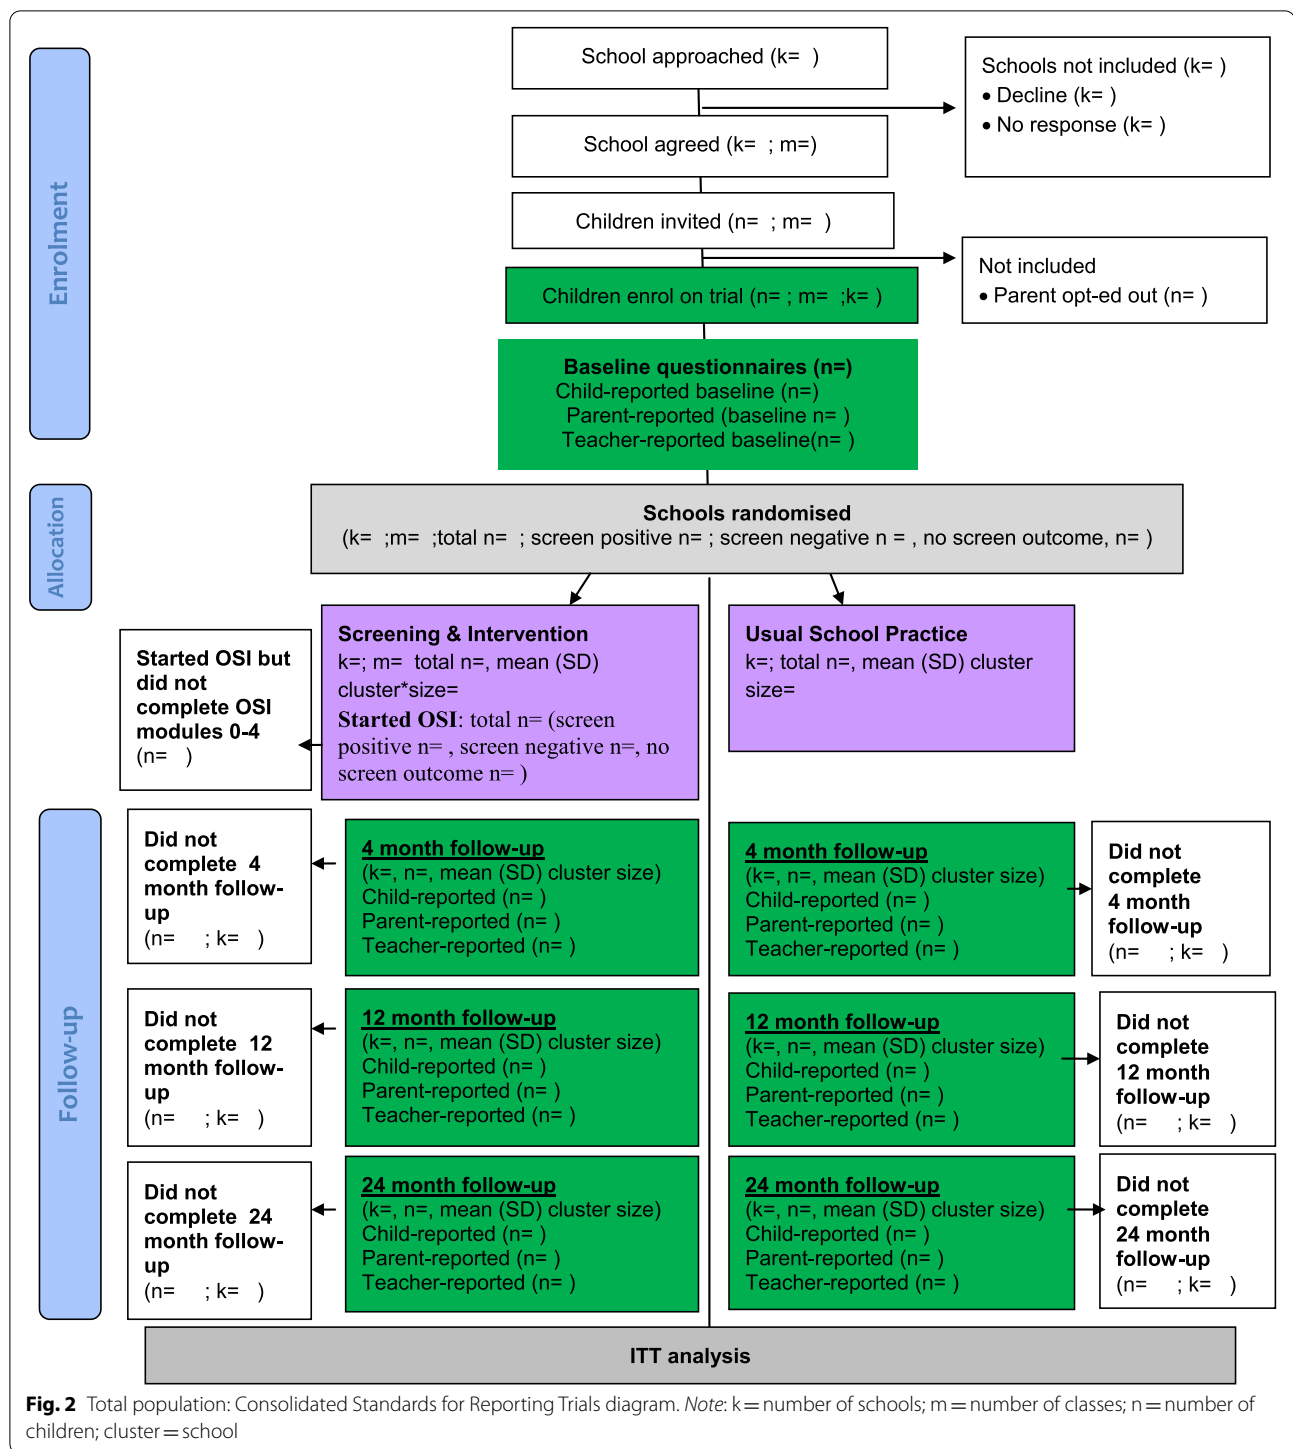 Enrolment
School approached (k=  )
Schools not included (k= )
• Decline (k= )
• No response (k= )
School agreed (k=  ; m=)
Children invited (n=  ; m=  )
Not included
• Parent opt-ed out (n= )
Children enrol on trial (n= ; m=  ;k= )
Baseline questionnaires (n=)
Child-reported baseline (n=)
Parent-reported (baseline n= )
Teacher-reported baseline(n= )
Allocation
Schools randomised
(k=  ;m=  ;total n=  ; screen positive n= ; screen negative n = , no screen outcome, n= )
Started OSI but
did not
complete OSI
modules 0-4
(n=   )
Screening & Intervention
k=; m=  total n=, mean (SD)
cluster*size=
Started OSI: total n= (screen
positive n= , screen negative n=, no
screen outcome n= )
Usual School Practice
k=; total n=, mean (SD) cluster
size=
Follow-up
Did not
complete  4
month follow-
up
(n=    ; k=   )
4 month follow-up
(k=, n=, mean (SD) cluster size)
Child-reported (n= )
Parent-reported (n= )
Teacher-reported (n= )
4 month follow-up
(k=, n=, mean (SD) cluster size)
Child-reported (n= )
Parent-reported (n= )
Teacher-reported (n= )
Did not
complete
4 month
follow-up
(n=    ; k=   )
Did not
complete  12
month follow-
up
(n=    ; k=   )
12 month follow-up
(k=, n=, mean (SD) cluster size)
Child-reported (n= )
Parent-reported (n= )
Teacher-reported (n= )
12 month follow-up
(k=, n=, mean (SD) cluster size)
Child-reported (n= )
Parent-reported (n= )
Teacher-reported (n= )
Did not
complete
12 month
follow-up
(n=    ; k=   )
Did not
complete  24
month follow-
up
(n=    ; k=   )
24 month follow-up
(k=, n=, mean (SD) cluster size)
Child-reported (n= )
Parent-reported (n= )
Teacher-reported (n= )
24 month follow-up
(k=, n=, mean (SD) cluster size)
Child-reported (n= )
Parent-reported (n= )
Teacher-reported (n= )
Did not
complete
24 month
follow-up
(n=    ; k=   )
ITT analysis
Fig. 2 Total population: Consolidated Standards for Reporting Trials diagram. Note: k = number of schools; m = number of classes; n = number of
children; cluster = school